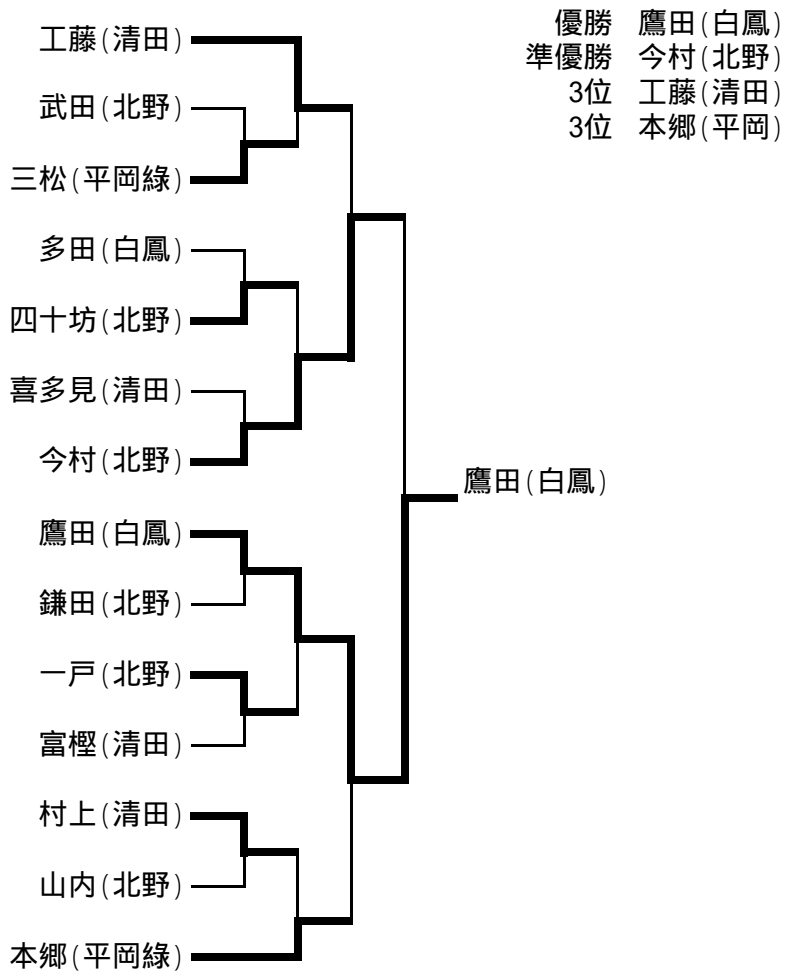 優勝 鷹田(白鳳)
準優勝 今村(北野)
3位 工藤(清田)
3位 本郷(平岡)
工藤(清田)
武田(北野)
三松(平岡緑)
多田(白鳳)
四十坊(北野)
喜多見(清田)
今村(北野)
鷹田(白鳳)
鷹田(白鳳)
鎌田(北野)
一戸(北野)
富樫(清田)
村上(清田)
山内(北野)
本郷(平岡緑)